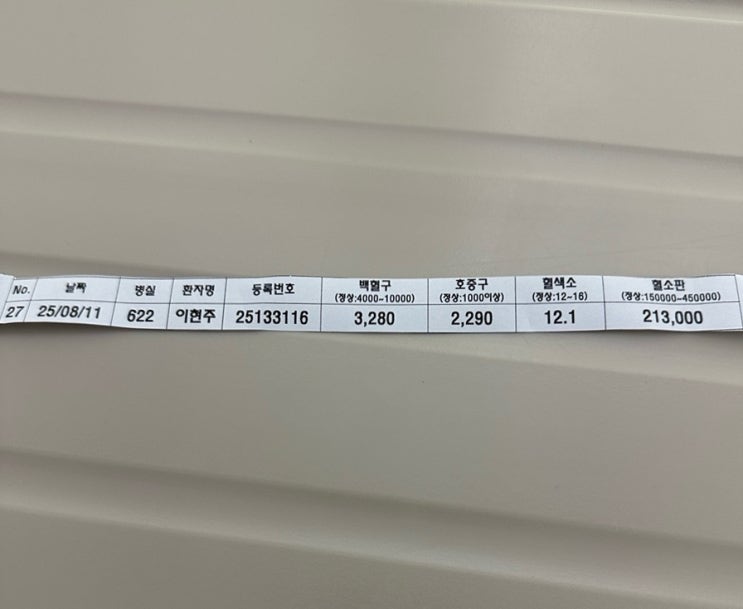 No. 날짜 병실 환자명 등록번호 백혈구 호중구 혈색소 혈소판
(정상:4000~10000) (정상:1000이상) (정상:12~16) (정상:150000~450000)
27 25/08/11 622 이현주 25133116 3,280 2,290 12.1 213,000